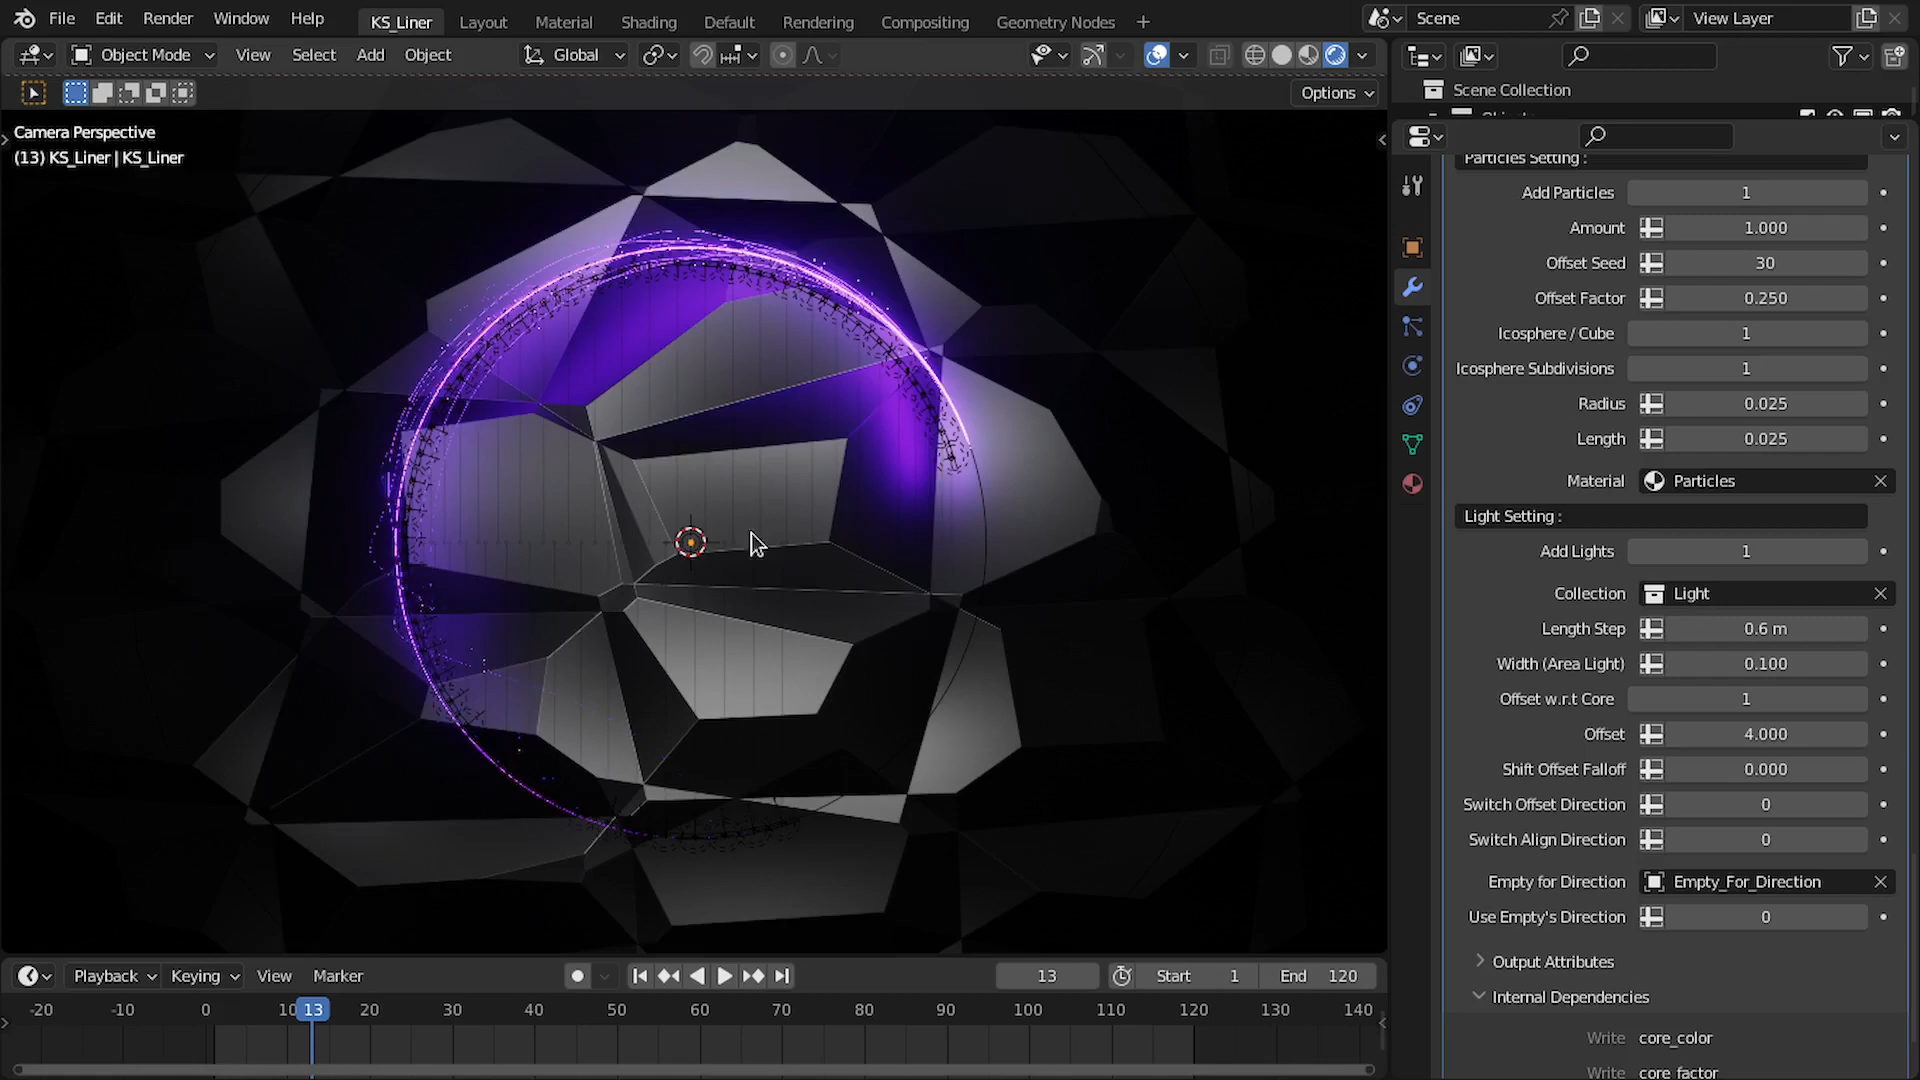 File Edit Render Window Help KS_Liner Layout Material Shading Default Rendering Compositing Geometry Nodes + Scene View Layer
Object Mode View Select Add Object Global
Options
Scene Collection
Camera Perspective
(13) KS_Liner | KS_Liner
Particles Setting :
Add Particles 1
Amount 1.000
Offset Seed 30
Offset Factor 0.250
Icosphere / Cube 1
Icosphere Subdivisions 1
Radius 0.025
Length 0.025
Material Particles
Light Setting :
Add Lights 1
Collection Light
Length Step 0.6 m
Width (Area Light) 0.100
Offset w.r.t Core 1
Offset 4.000
Shift Offset Falloff 0.000
Switch Offset Direction 0
Switch Align Direction 0
Empty for Direction Empty_For_Direction
Use Empty's Direction 0
Output Attributes
Internal Dependencies
Write core_color
Write core_factor
Playback Keying View Marker 13 Start 1 End 120
-20 -10 0 10 13 20 30 40 50 60 70 80 90 100 110 120 130 140